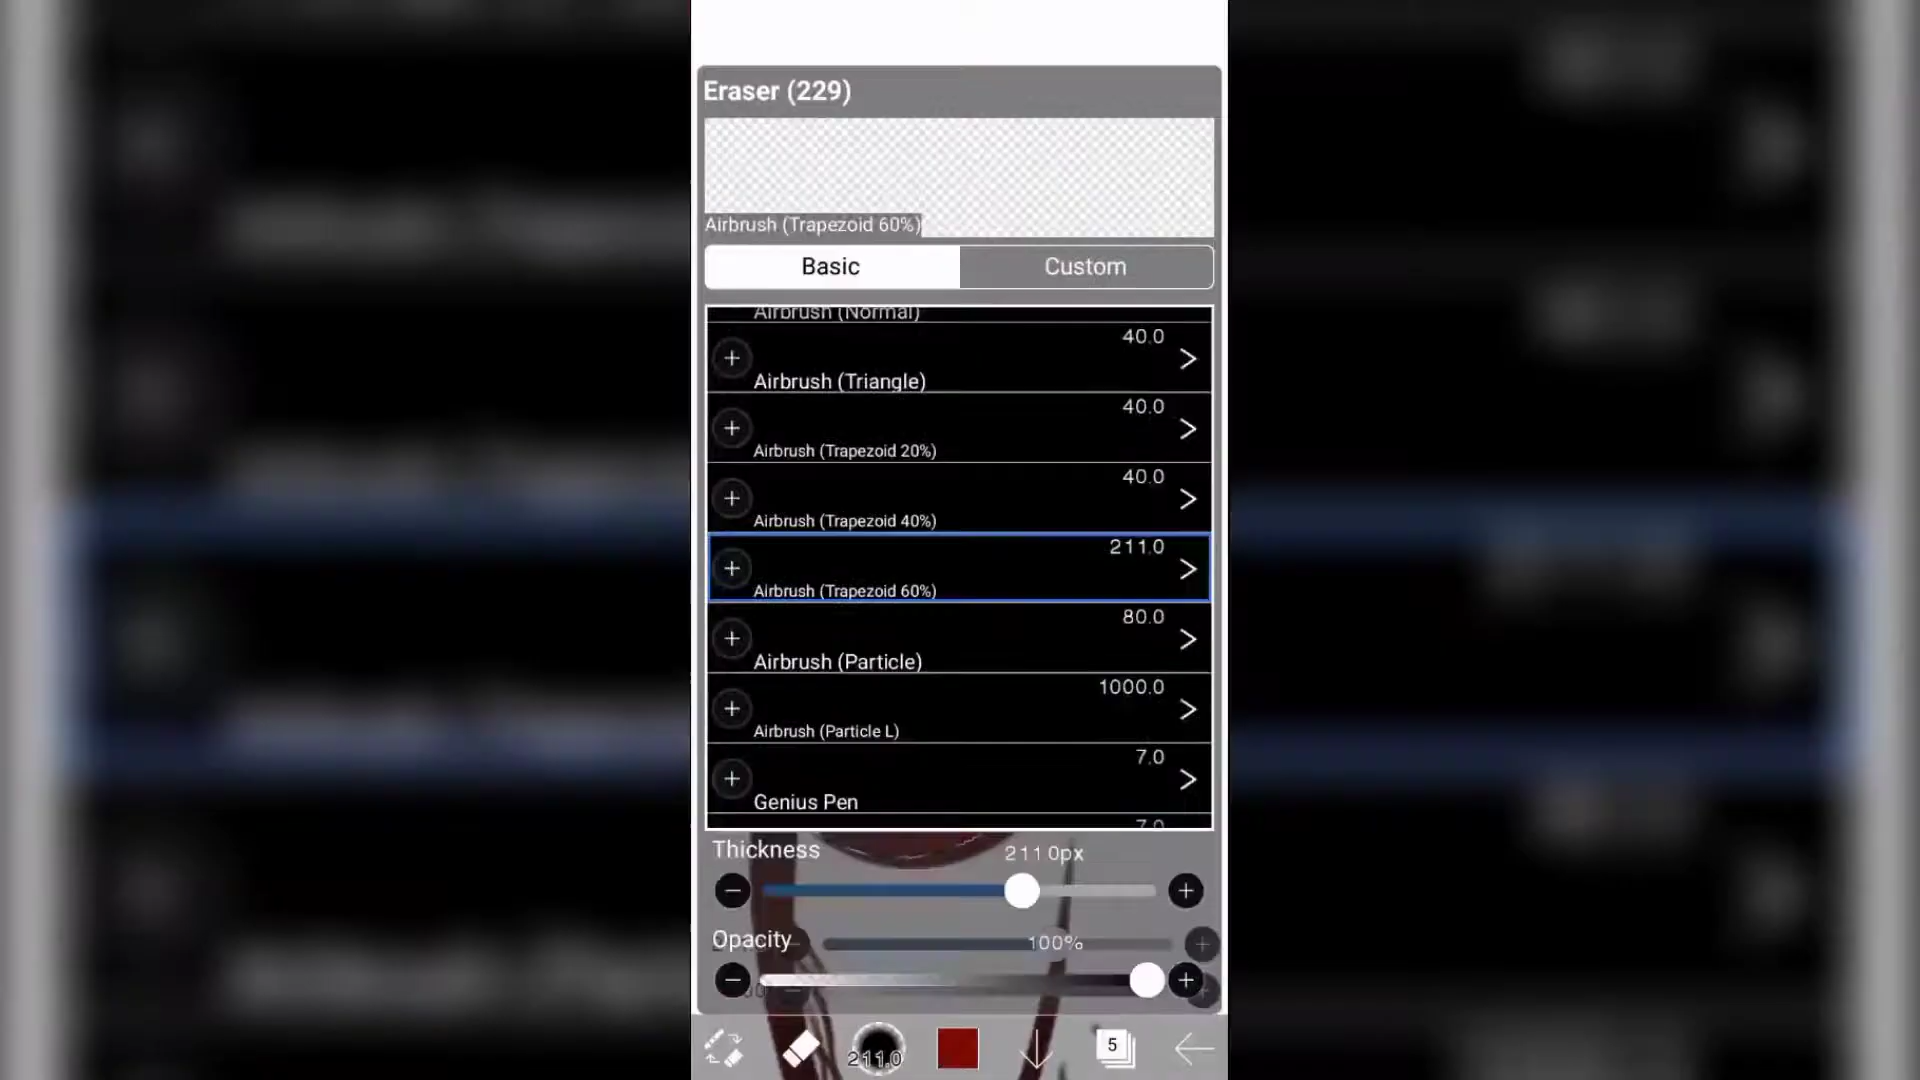 Eraser (229)
Airbrush (Trapezoid 60%)
Basic
Custom
Airbrush (Normal)
40.0
Airbrush (Triangle)
40.0
Airbrush (Trapezoid 20%)
40.0
Airbrush (Trapezoid 40%)
211.0
Airbrush (Trapezoid 60%)
80.0
Airbrush (Particle)
1000.0
Airbrush (Particle L)
7.0
Genius Pen
7.0
Thickness
211 0px
Opacity
100%
211.0
5